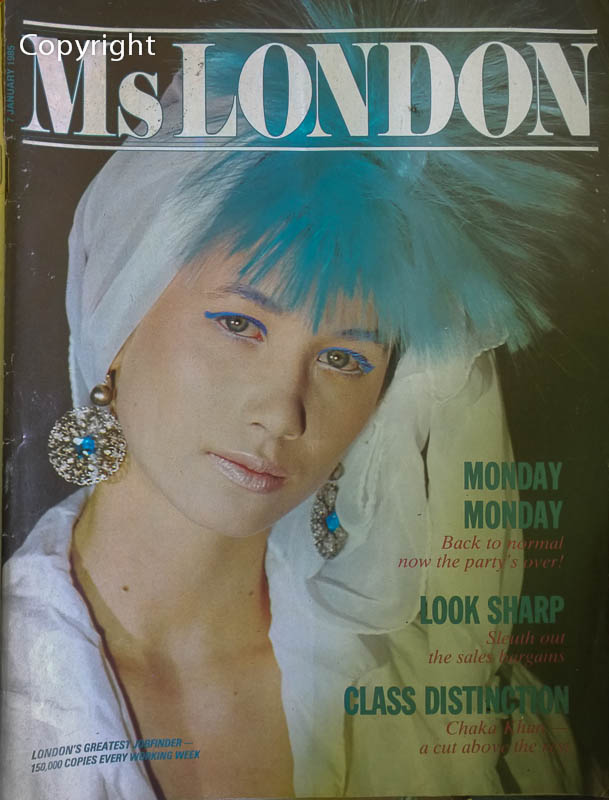 Copyright
7 JANUARY 1985
Ms LONDON
MONDAY
MONDAY
Back to normal
now the party's over!
LOOK SHARP
Sleuth out
the sales bargains
CLASS DISTINCTION
Chaka Khan —
a cut above the rest
LONDON'S GREATEST JOBFINDER —
150,000 COPIES EVERY WORKING WEEK